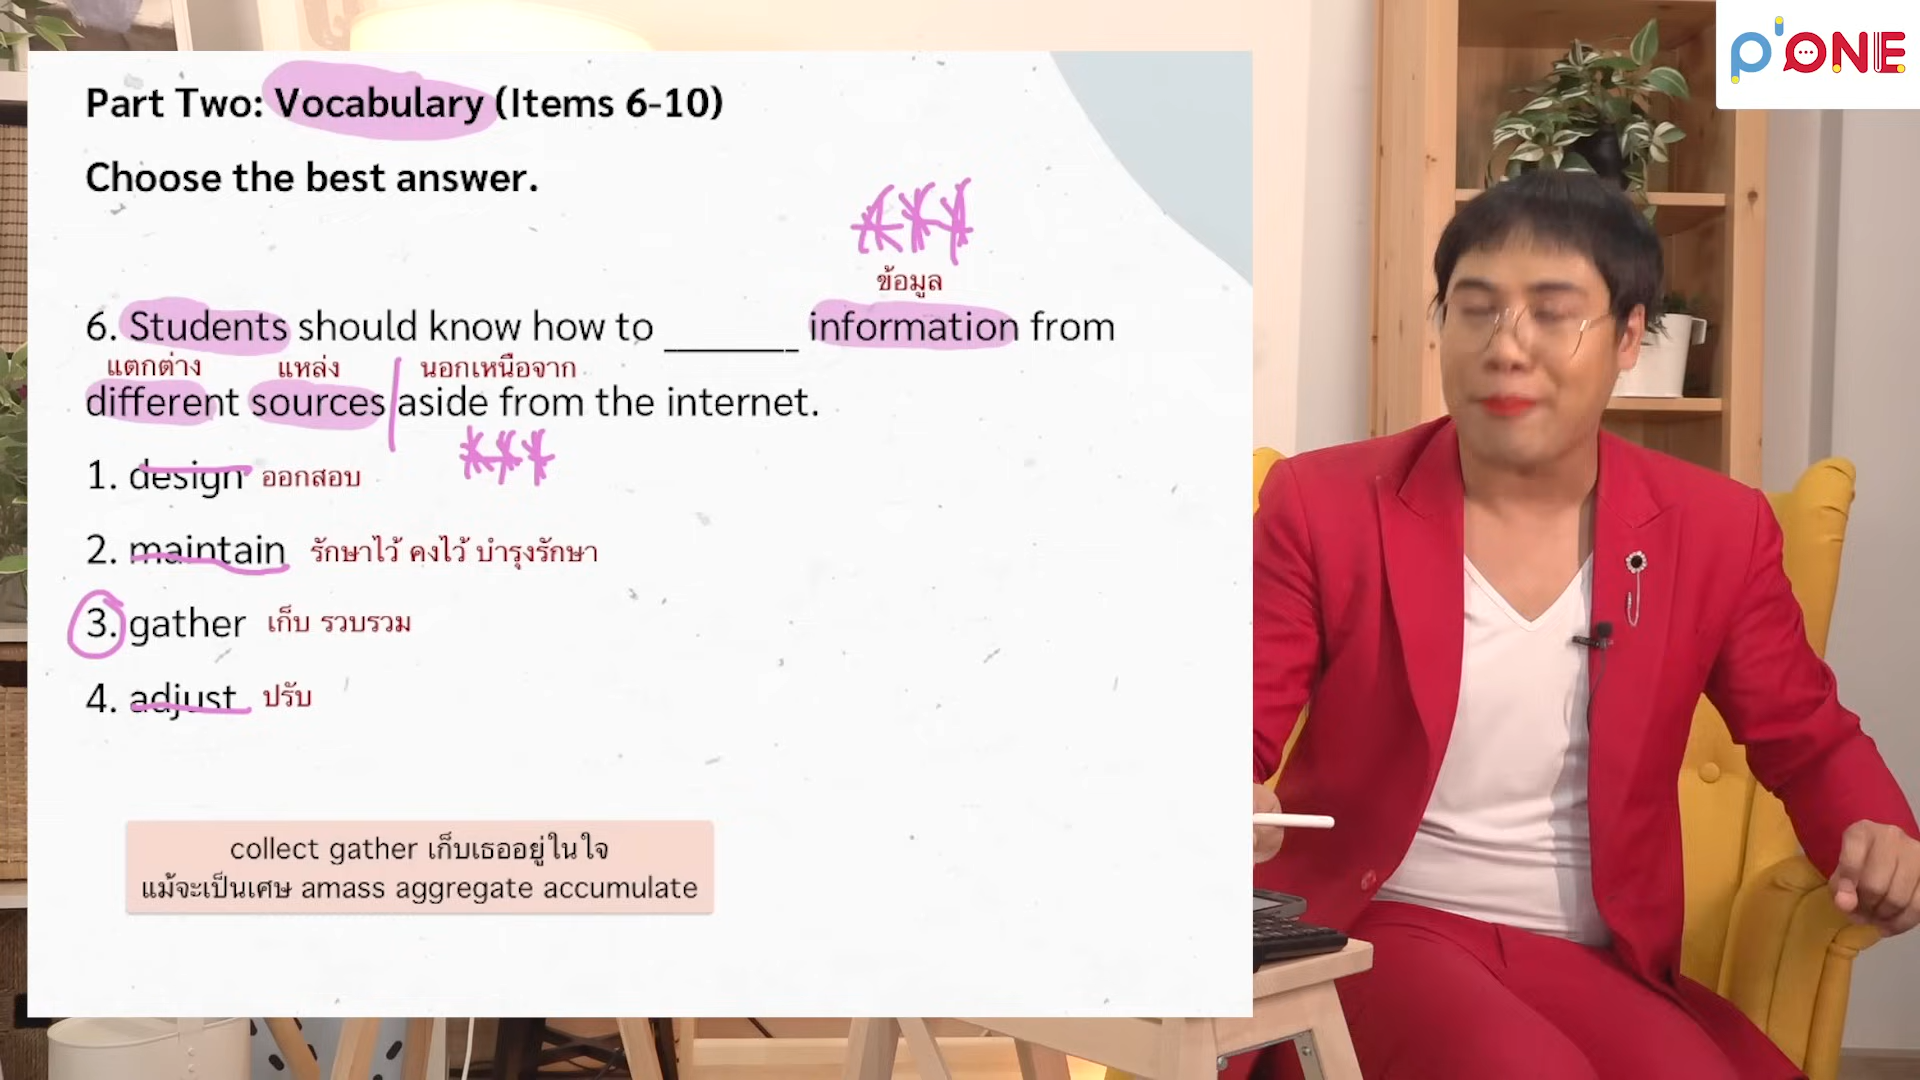 P'ONE
Part Two: Vocabulary (Items 6-10)
Choose the best answer.
ข้อมูล
6. Students should know how to ________ information from
แตกต่าง แหล่ง นอกเหนือจาก
different sources aside from the internet.
1. design ออกสอบ
2. maintain รักษาไว้ คงไว้ บำรุงรักษา
3. gather เก็บ รวบรวม
4. adjust ปรับ
collect gather เก็บเธออยู่ในใจ
แม้จะเป็นเศษ amass aggregate accumulate